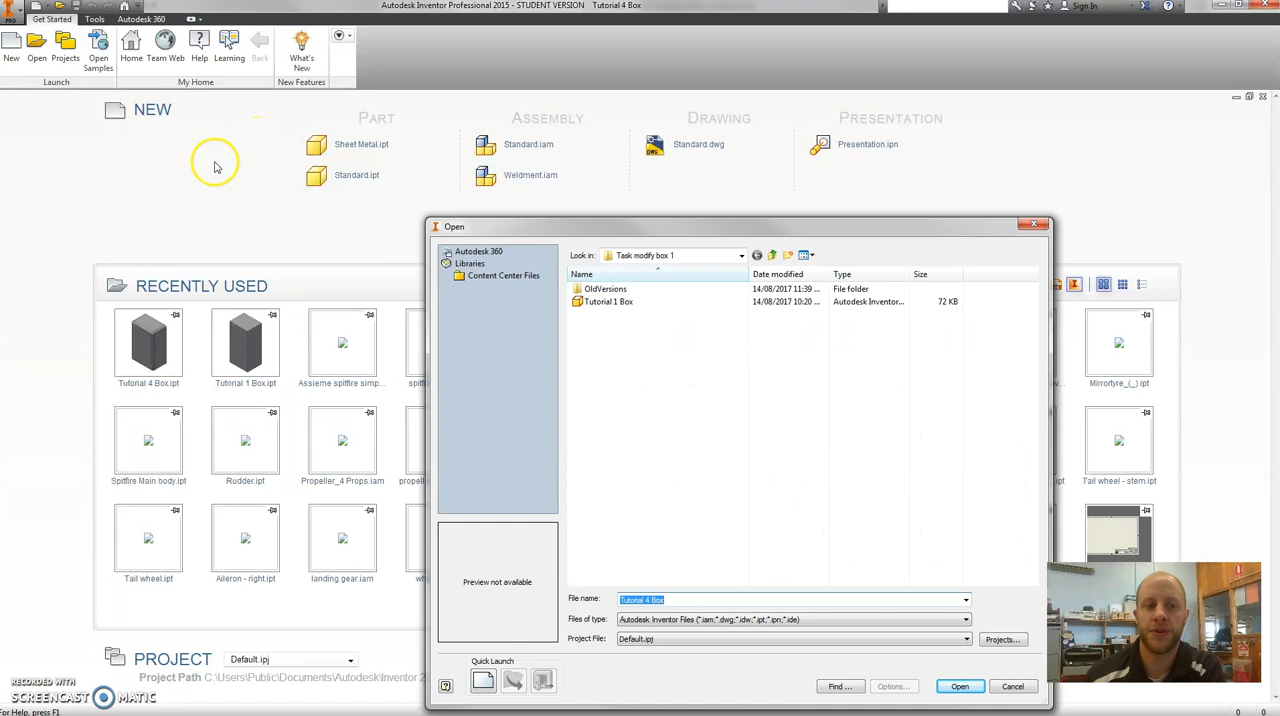 Autodesk Inventor Professional 2015 - STUDENT VERSION Tutorial 4 Box
Sign In
PRO
Get Started Tools Autodesk 360
New Open Projects Open Samples Home Team Web Help Learning Back What's New
Launch My Home New Features
NEW
PART ASSEMBLY DRAWING PRESENTATION
Sheet Metal.ipt Standard.iam Standard.dwg Presentation.ipn
Standard.ipt Weldment.iam
Open
Autodesk 360
Libraries
Content Center Files
Look in: Task modify box 1
Name Date modified Type Size
OldVersions 14/08/2017 11:39 ... File folder
Tutorial 1 Box 14/08/2017 10:20 ... Autodesk Inventor... 72 KB
RECENTLY USED
Tutorial 4 Box.ipt Tutorial 1 Box.ipt Assieme spitfire simp... Mirrortyre_(_).ipt
Spitfire Main body.ipt Rudder.ipt Propeller_4 Props.iam Tail wheel - stem.ipt
Tail wheel.ipt Aileron - right.ipt landing gear.iam
Preview not available
File name: Tutorial 4 Box
Files of type: Autodesk Inventor Files (*.iam;*.dwg;*.idw;*.ipt;*.ipn;*.ide)
Project File: Default.ipj Projects...
Quick Launch
Find ... Options... Open Cancel
PROJECT Default.ipj
Project Path C:\Users\Public\Documents\Autodesk\Inventor 2
RECORDED WITH
SCREENCAST MATIC
For Help, press F1
0 0